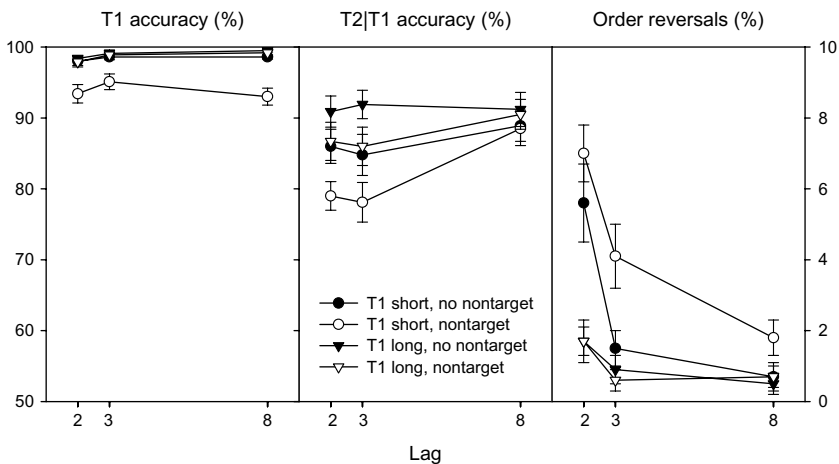 T1 accuracy (%) T2|T1 accuracy (%) Order reversals (%)
100 10
90 8
80 6
70 4
60 2
50 0
T1 short, no nontarget
T1 short, nontarget
T1 long, no nontarget
T1 long, nontarget
2 3 8 2 3 8 2 3 8
Lag